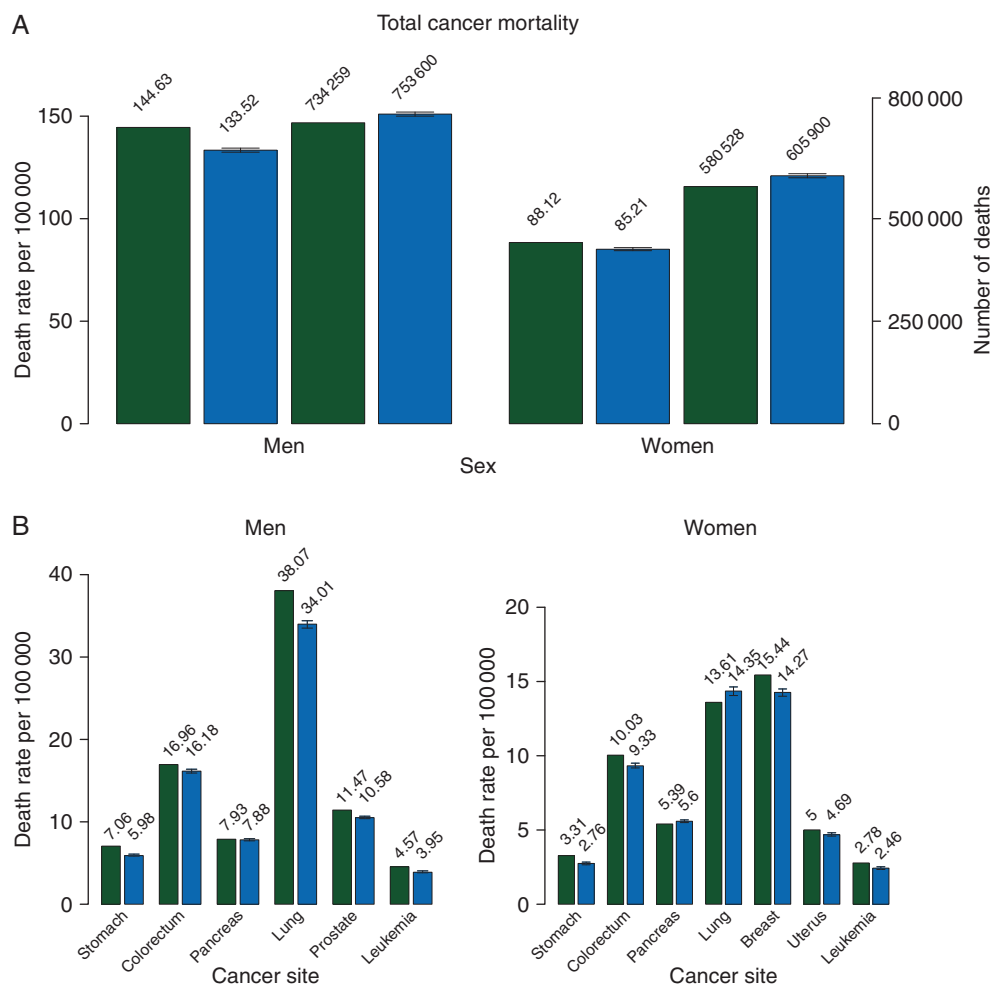 A
Total cancer mortality
Death rate per 100 000
150
100
50
0
144.63
133.52
734 259
753 600
88.12
85.21
580 528
605 900
800 000
500 000
250 000
0
Number of deaths
Men
Women
Sex
B
Men
Death rate per 100 000
40
30
20
10
0
7.06
5.98
16.96
16.18
7.93
7.88
38.07
34.01
11.47
10.58
4.57
3.95
Stomach
Colorectum
Pancreas
Lung
Prostate
Leukemia
Cancer site
Women
Death rate per 100 000
20
15
10
5
0
3.31
2.76
10.03
9.33
5.39
5.6
13.61
14.35
15.44
14.27
5
4.69
2.78
2.46
Stomach
Colorectum
Pancreas
Lung
Breast
Uterus
Leukemia
Cancer site